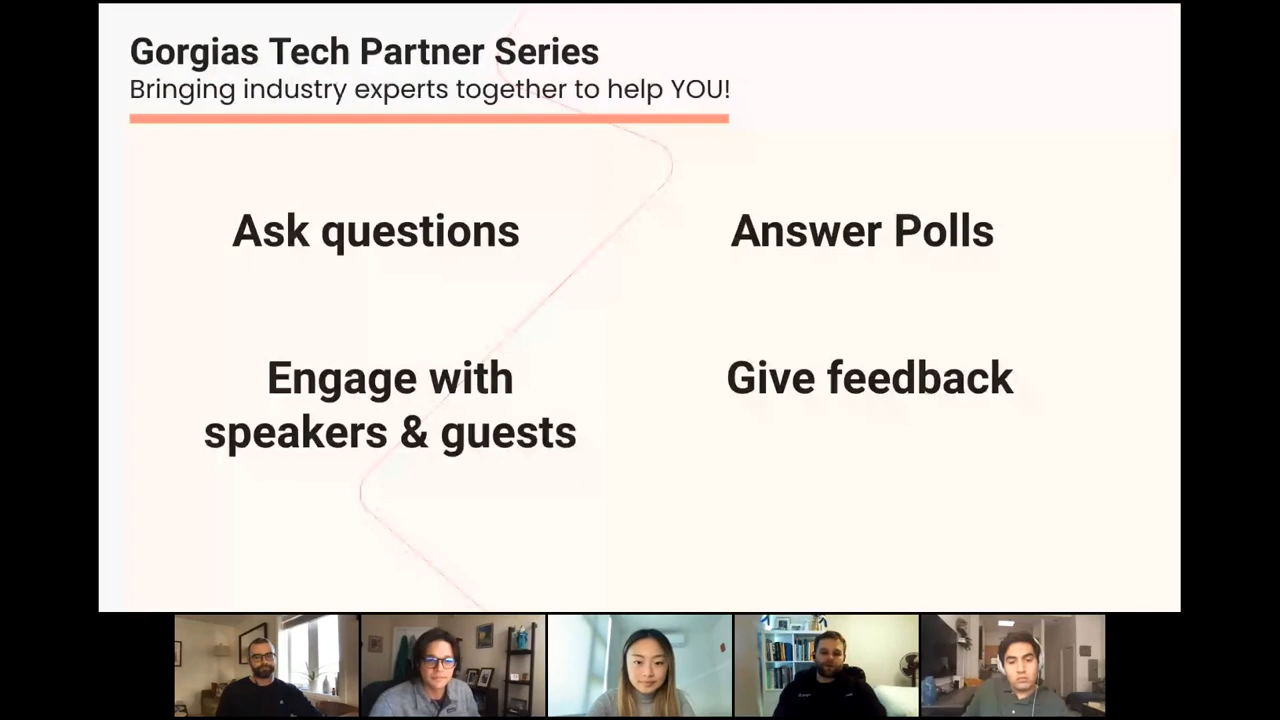 Gorgias Tech Partner Series
Bringing industry experts together to help YOU!
Ask questions
Answer Polls
Engage with
speakers & guests
Give feedback